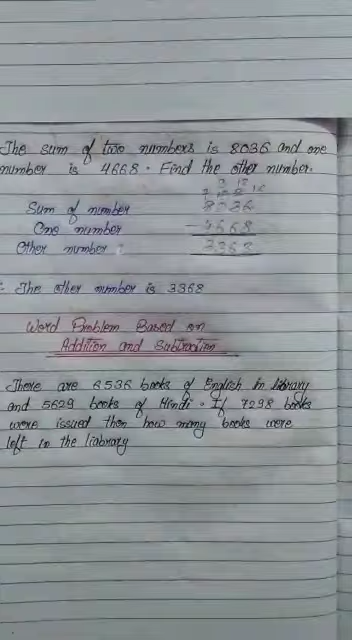 The sum of two numbers is 8036 and one
number is 4668. Find the other number.
Sum of number 8036
One number - 4668
Other number : 3368
∴ The other number is 3368
Word Problem Based on
Addition and Subtraction
There are 6536 books of English in library
and 5629 books of Hindi. If 7298 books
were issued then how many books were
left in the liabrary